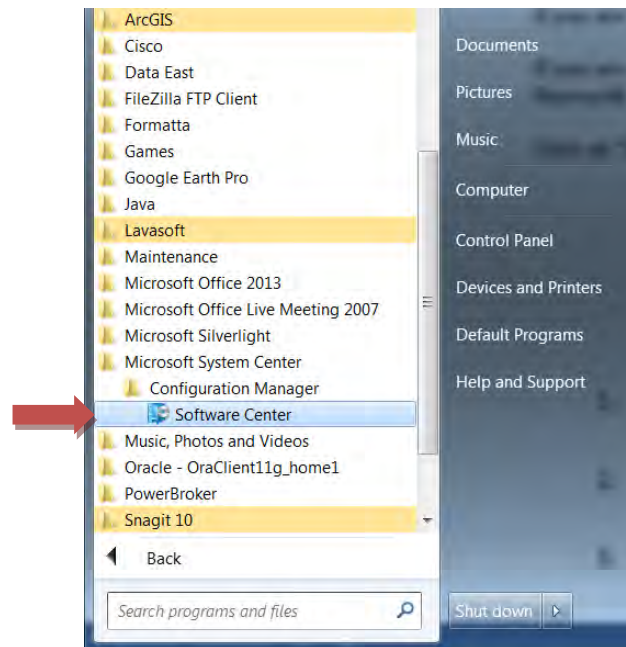 ArcGIS
Cisco
Data East
FileZilla FTP Client
Formatta
Games
Google Earth Pro
Java
Lavasoft
Maintenance
Microsoft Office 2013
Microsoft Office Live Meeting 2007
Microsoft Silverlight
Microsoft System Center
Configuration Manager
Software Center
Music, Photos and Videos
Oracle - OraClient11g_home1
PowerBroker
Snagit 10
Back
Search programs and files
Documents
Pictures
Music
Computer
Control Panel
Devices and Printers
Default Programs
Help and Support
Shut down